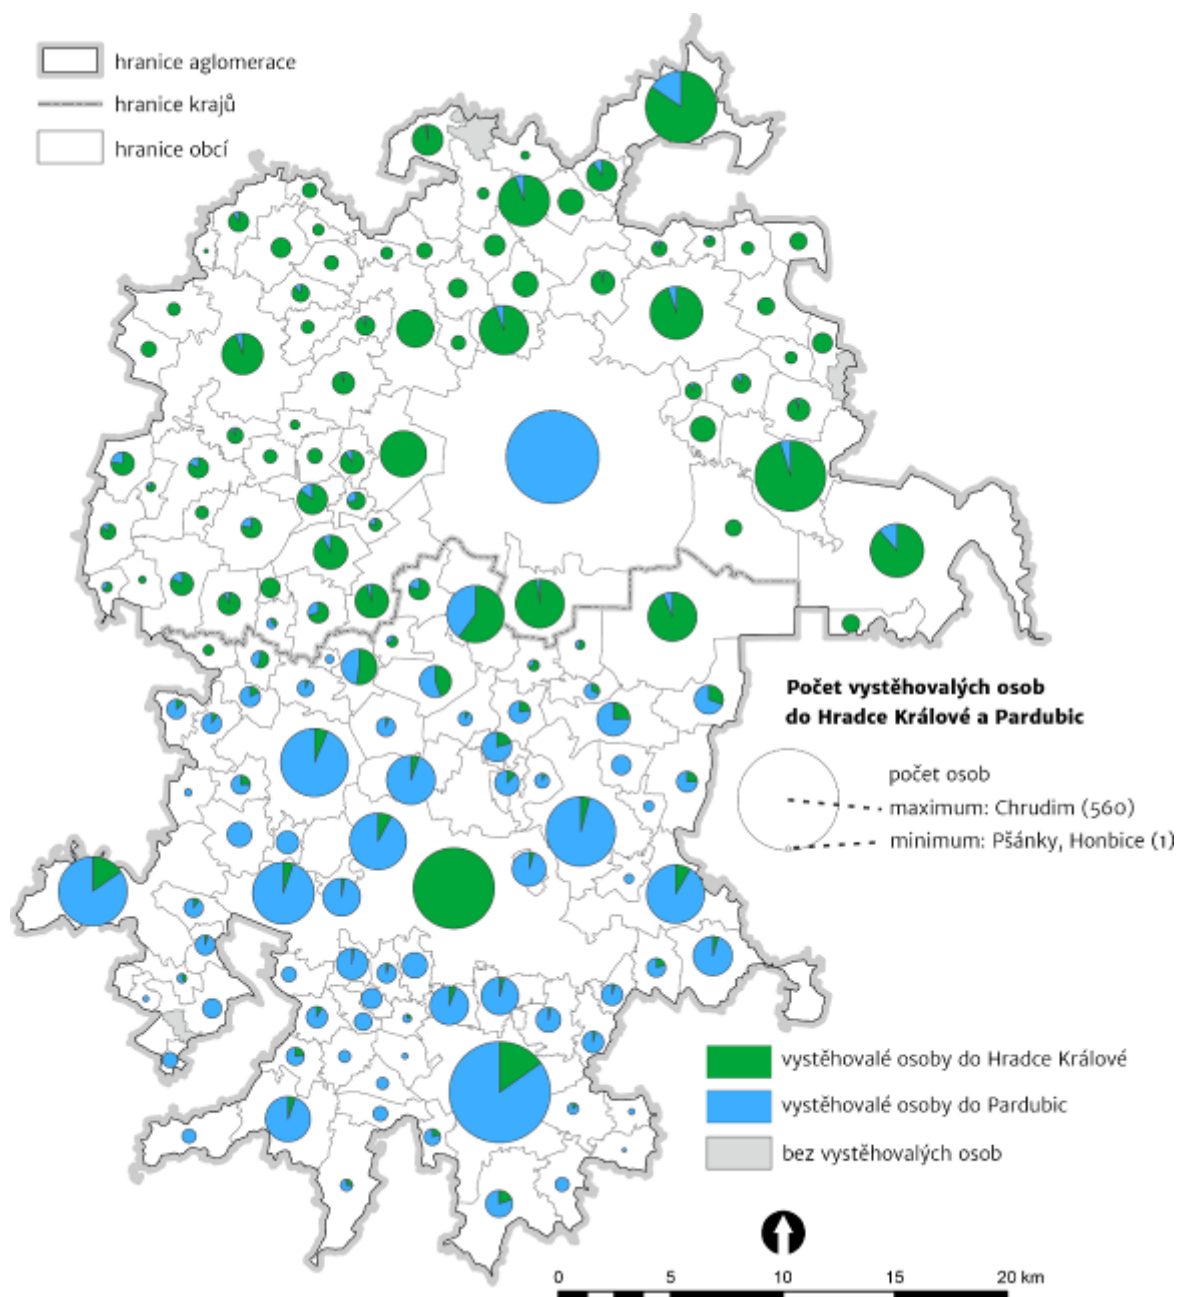 hranice aglomerace
hranice krajů
hranice obcí
Počet vystěhovalých osob
do Hradce Králové a Pardubic
počet osob
maximum: Chrudim (560)
minimum: Pšánky, Honbice (1)
vystěhovalé osoby do Hradce Králové
vystěhovalé osoby do Pardubic
bez vystěhovalých osob
0 5 10 15 20 km